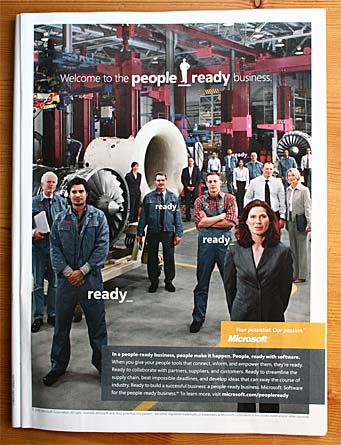 Welcome to the people ready business.
ready_
ready_
ready_
ready_
Your potential. Our passion.™
Microsoft®
In a people-ready business, people make it happen. People, ready with software.
When you give your people tools that connect, inform, and empower them, they're ready.
Ready to collaborate with partners, suppliers, and customers. Ready to streamline the
supply chain, beat impossible deadlines, and develop ideas that can sway the course of
industry. Ready to build a successful business: a people-ready business. Microsoft. Software
for the people-ready business.℠ To learn more, visit microsoft.com/peopleready